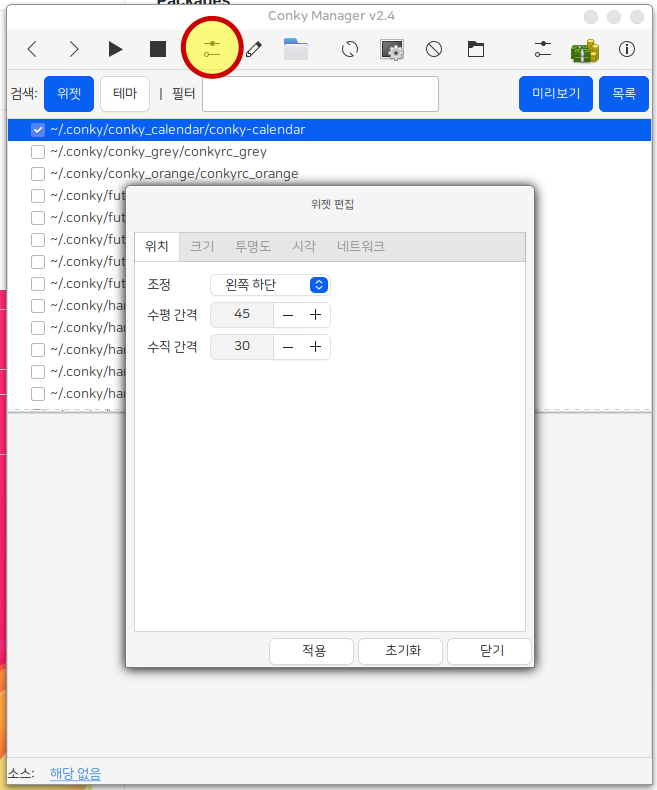 Packages
Conky Manager v2.4
검색: 위젯 테마 | 필터 미리보기 목록
~/.conky/conky_calendar/conky-calendar
~/.conky/conky_grey/conkyrc_grey
~/.conky/conky_orange/conkyrc_orange
~/.conky/fut
~/.conky/fut
~/.conky/fut
~/.conky/fut
~/.conky/fut
~/.conky/har
~/.conky/har
~/.conky/har
~/.conky/har
~/.conky/har
위젯 편집
위치 크기 투명도 시각 네트워크
조정 왼쪽 하단
수평 간격 45 − +
수직 간격 30 − +
적용 초기화 닫기
소스: 해당 없음